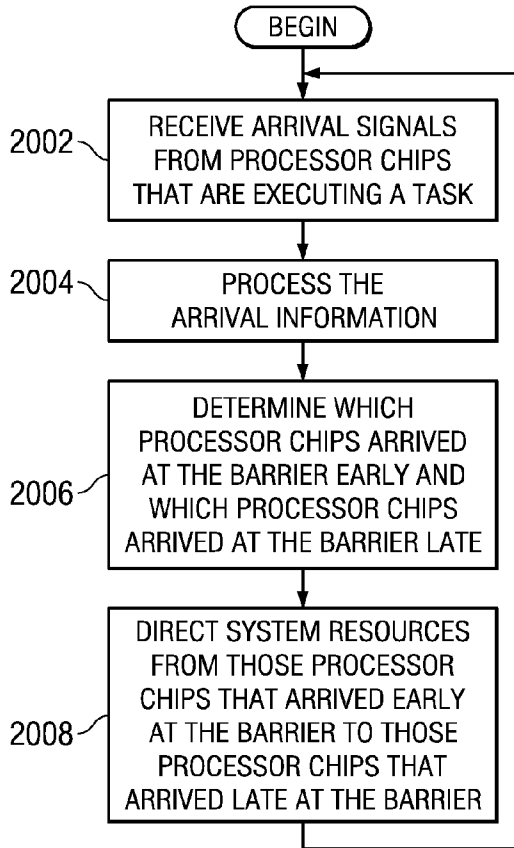 BEGIN
2002
RECEIVE ARRIVAL SIGNALS
FROM PROCESSOR CHIPS
THAT ARE EXECUTING A TASK
2004
PROCESS THE
ARRIVAL INFORMATION
2006
DETERMINE WHICH
PROCESSOR CHIPS ARRIVED
AT THE BARRIER EARLY AND
WHICH PROCESSOR CHIPS
ARRIVED AT THE BARRIER LATE
2008
DIRECT SYSTEM RESOURCES
FROM THOSE PROCESSOR
CHIPS THAT ARRIVED EARLY
AT THE BARRIER TO THOSE
PROCESSOR CHIPS THAT
ARRIVED LATE AT THE BARRIER